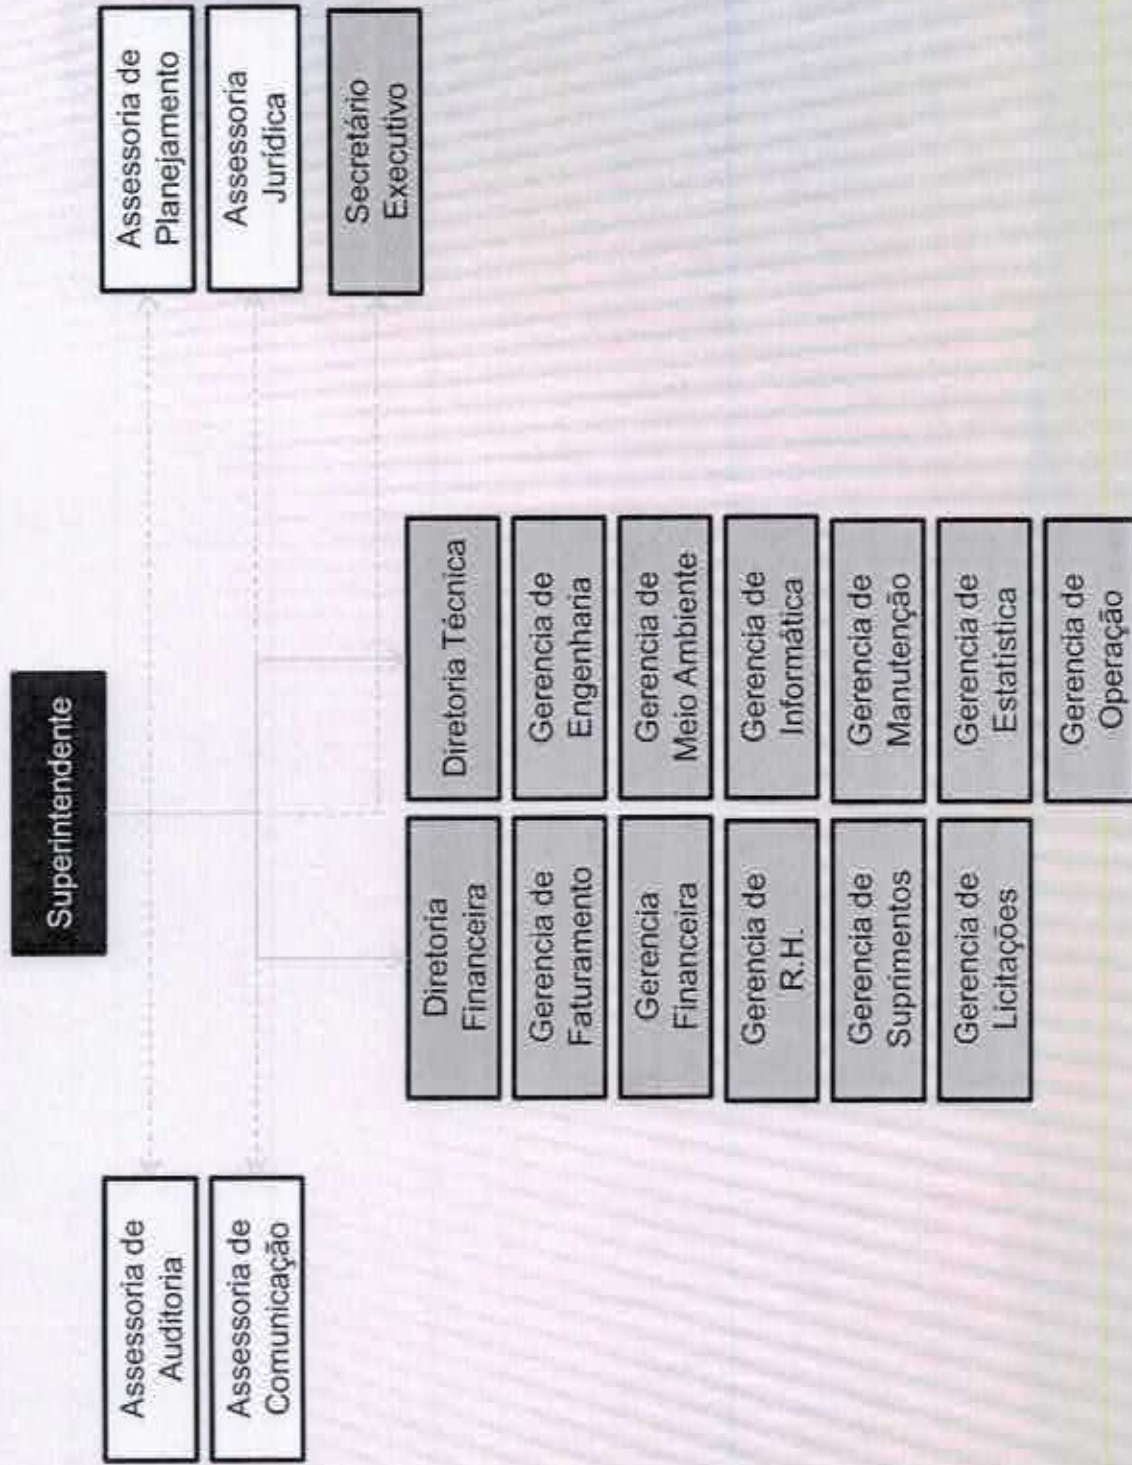 Superintendente
Assessoria de
Auditoria
Assessoria de
Planejamento
Assessoria de
Comunicação
Assessoria
Jurídica
Secretário
Executivo
Diretoria
Financeira
Gerencia de
Faturamento
Gerencia
Financeira
Gerencia de
R.H.
Gerencia de
Suprimentos
Gerencia de
Licitações
Diretoria Técnica
Gerencia de
Engenharia
Gerencia de
Meio Ambiente
Gerencia de
Informática
Gerencia de
Manutenção
Gerencia de
Estatistica
Gerencia de
Operação